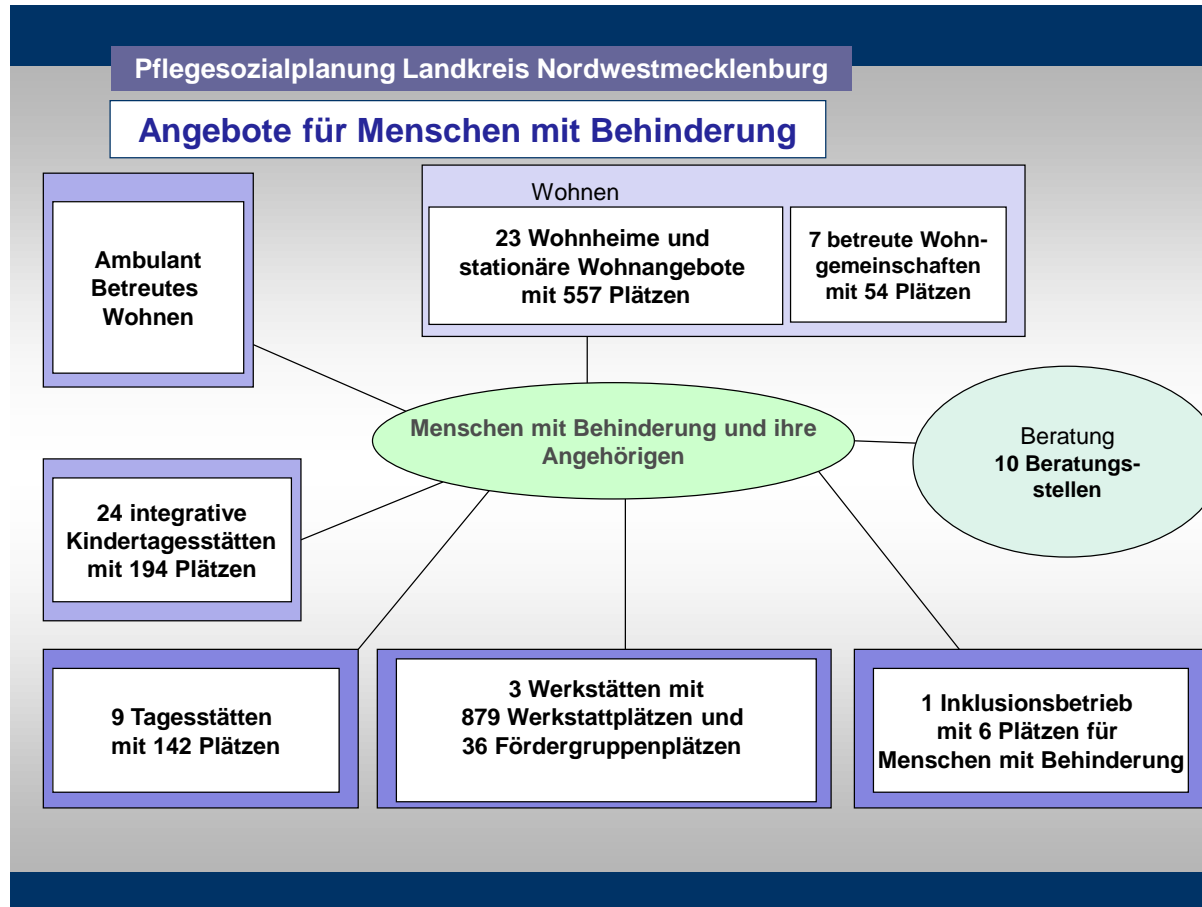 Pflegesozialplanung Landkreis Nordwestmecklenburg
Angebote für Menschen mit Behinderung
Ambulant
Betreutes
Wohnen
Wohnen
23 Wohnheime und
stationäre Wohnangebote
mit 557 Plätzen
7 betreute Wohn-
gemeinschaften
mit 54 Plätzen
Menschen mit Behinderung und ihre
Angehörigen
Beratung
10 Beratungs-
stellen
24 integrative
Kindertagesstätten
mit 194 Plätzen
9 Tagesstätten
mit 142 Plätzen
3 Werkstätten mit
879 Werkstattplätzen und
36 Fördergruppenplätzen
1 Inklusionsbetrieb
mit 6 Plätzen für
Menschen mit Behinderung